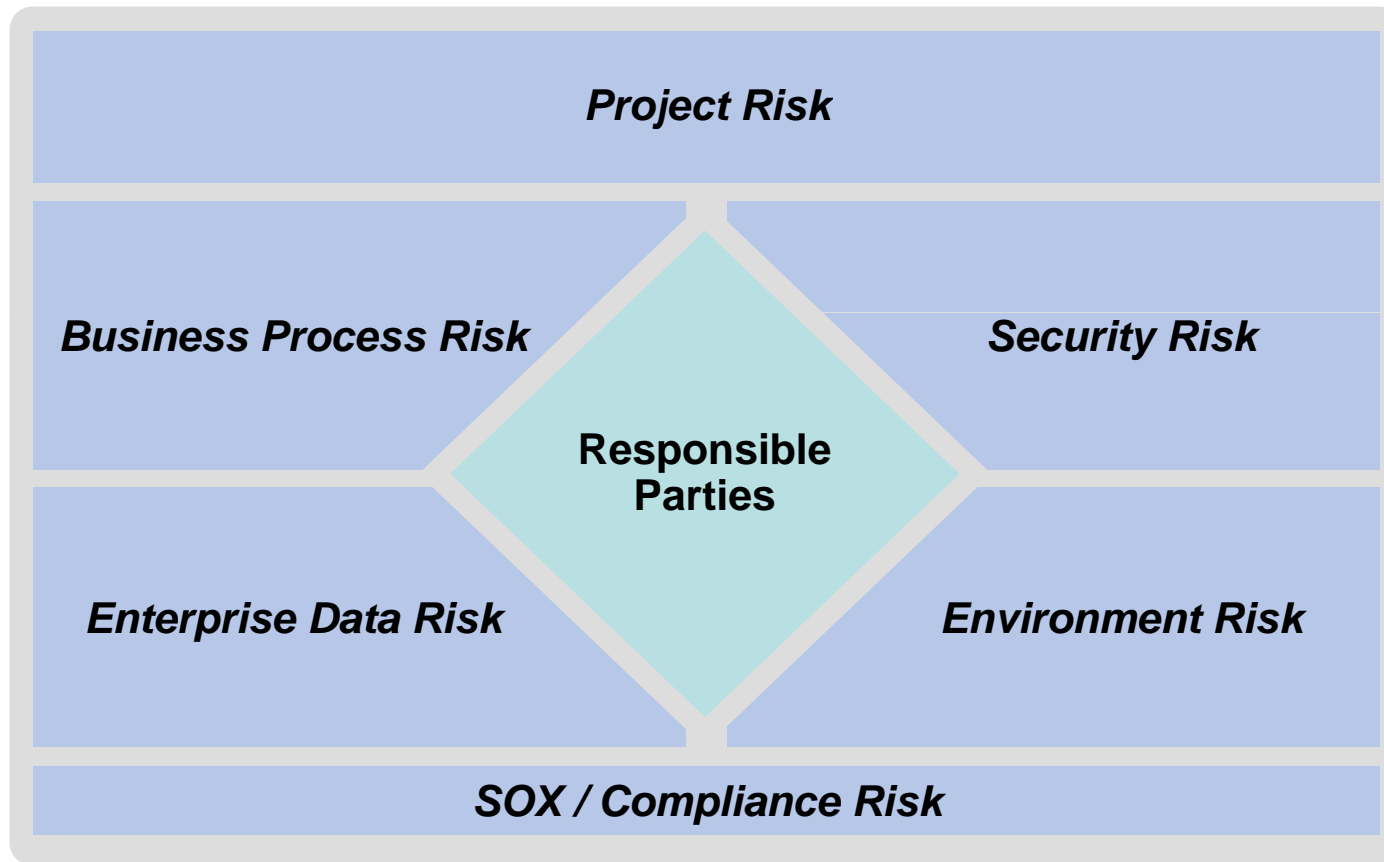 Project Risk
Business Process Risk
Security Risk
Responsible
Parties
Enterprise Data Risk
Environment Risk
SOX / Compliance Risk